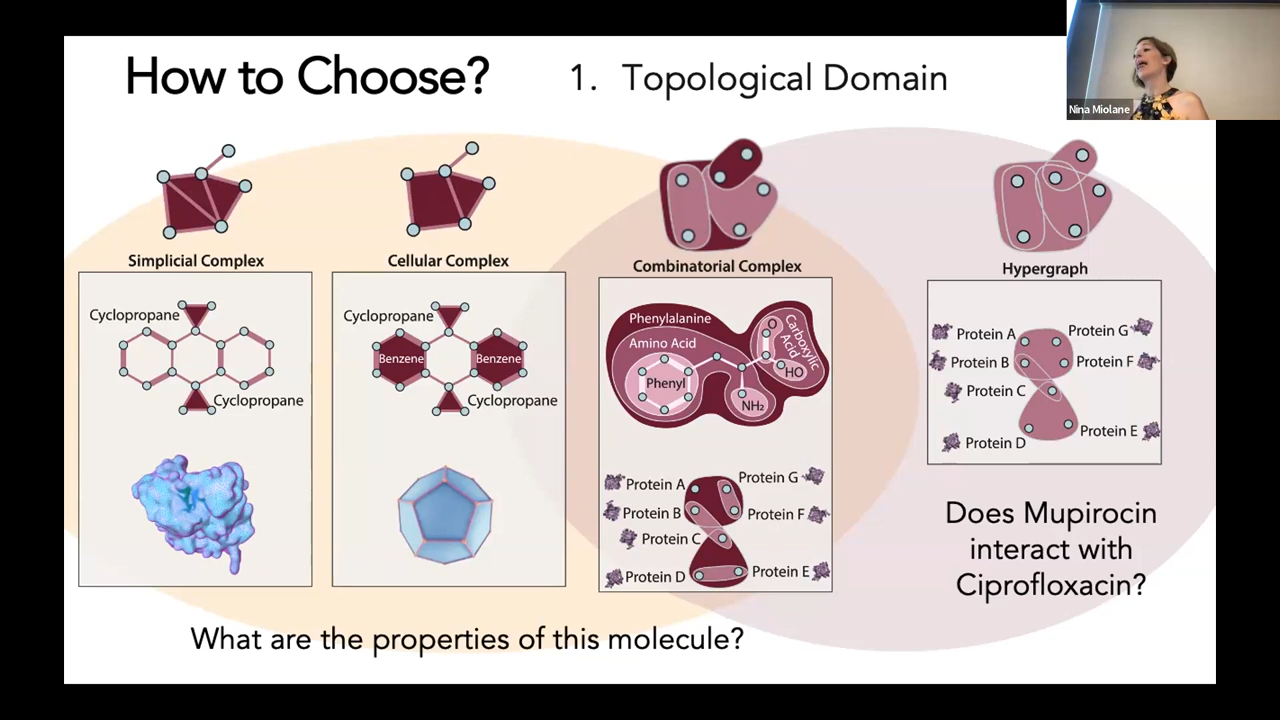 How to Choose?
1. Topological Domain
Nina Miolane
Simplicial Complex
Cyclopropane
Cyclopropane
Cellular Complex
Cyclopropane
Benzene
Benzene
Cyclopropane
Combinatorial Complex
Phenylalanine
Amino Acid
Phenyl
Carboxylic
Acid
O
HO
NH₂
Protein A
Protein G
Protein B
Protein F
Protein C
Protein D
Protein E
Hypergraph
Protein A
Protein G
Protein B
Protein F
Protein C
Protein D
Protein E
Does Mupirocin
interact with
Ciprofloxacin?
What are the properties of this molecule?